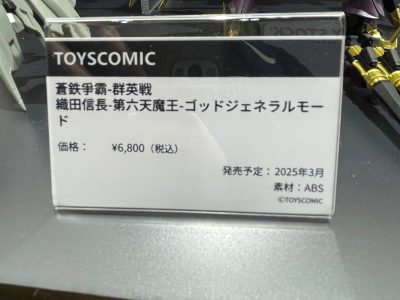 TOYSCOMIC
蒼鉄爭霸-群英戦
織田信長-第六天魔王-ゴッドジェネラルモー
ド
価格： ¥6,800（税込）
発売予定：2025年3月
素材：ABS
©TOYSCOMIC